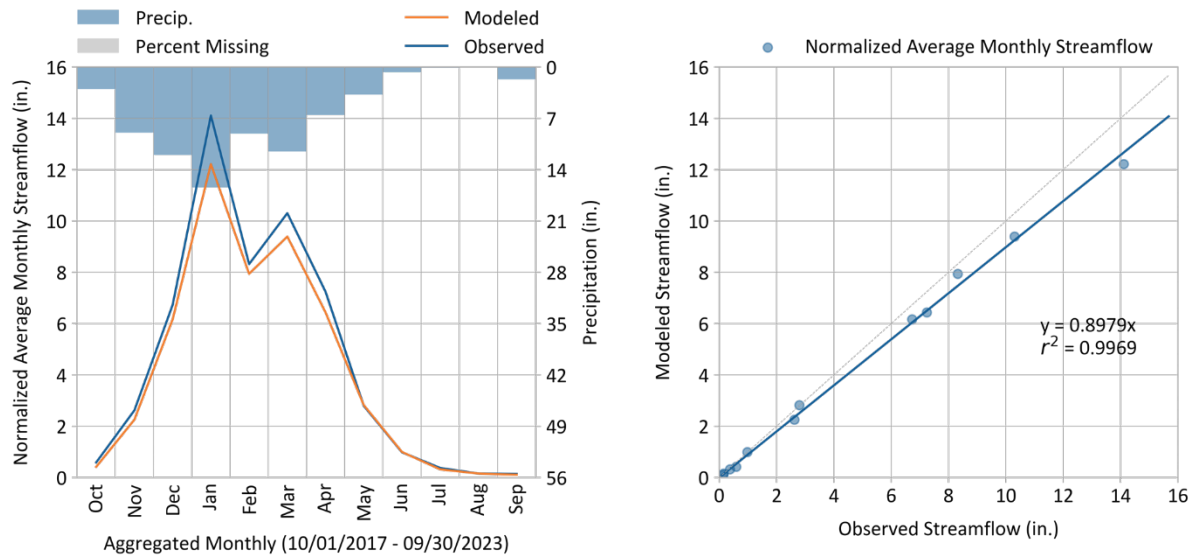 Precip.
Percent Missing
Modeled
Observed
Normalized Average Monthly Streamflow (in.)
16
14
12
10
8
6
4
2
0
0
7
14
21
28
35
42
49
56
Precipitation (in.)
Oct Nov Dec Jan Feb Mar Apr May Jun Jul Aug Sep
Aggregated Monthly (10/01/2017 - 09/30/2023)
Normalized Average Monthly Streamflow
Modeled Streamflow (in.)
16
14
12
10
8
6
4
2
0
y = 0.8979x
r² = 0.9969
0 2 4 6 8 10 12 14 16
Observed Streamflow (in.)